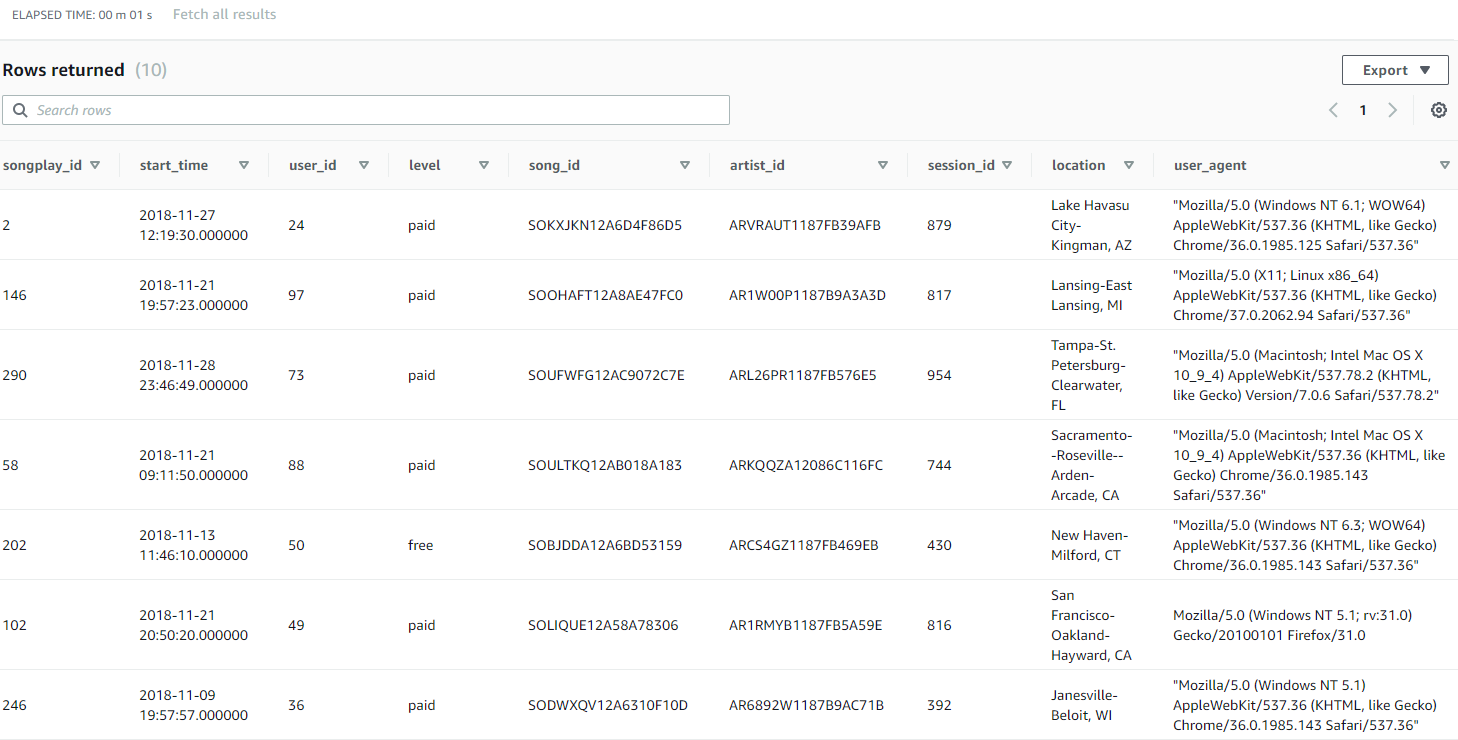 ELAPSED TIME: 00 m 01 s Fetch all results
Rows returned (10)
Export
Search rows
1
songplay_id start_time user_id level song_id artist_id session_id location user_agent
2
2018-11-27
12:19:30.000000
24
paid
SOKXJKN12A6D4F86D5
ARVRAUT1187FB39AFB
879
Lake Havasu
City-
Kingman, AZ
"Mozilla/5.0 (Windows NT 6.1; WOW64)
AppleWebKit/537.36 (KHTML, like Gecko)
Chrome/36.0.1985.125 Safari/537.36"
146
2018-11-21
19:57:23.000000
97
paid
SOOHAFT12A8AE47FC0
AR1W00P1187B9A3A3D
817
Lansing-East
Lansing, MI
"Mozilla/5.0 (X11; Linux x86_64)
AppleWebKit/537.36 (KHTML, like Gecko)
Chrome/37.0.2062.94 Safari/537.36"
290
2018-11-28
23:46:49.000000
73
paid
SOUFWFG12AC9072C7E
ARL26PR1187FB576E5
954
Tampa-St.
Petersburg-
Clearwater,
FL
"Mozilla/5.0 (Macintosh; Intel Mac OS X
10_9_4) AppleWebKit/537.78.2 (KHTML,
like Gecko) Version/7.0.6 Safari/537.78.2"
58
2018-11-21
09:11:50.000000
88
paid
SOULTKQ12AB018A183
ARKQQZA12086C116FC
744
Sacramento-
-Roseville--
Arden-
Arcade, CA
"Mozilla/5.0 (Macintosh; Intel Mac OS X
10_9_4) AppleWebKit/537.36 (KHTML, like
Gecko) Chrome/36.0.1985.143
Safari/537.36"
202
2018-11-13
11:46:10.000000
50
free
SOBJDDA12A6BD53159
ARCS4GZ1187FB469EB
430
New Haven-
Milford, CT
"Mozilla/5.0 (Windows NT 6.3; WOW64)
AppleWebKit/537.36 (KHTML, like Gecko)
Chrome/36.0.1985.143 Safari/537.36"
102
2018-11-21
20:50:20.000000
49
paid
SOLIQUE12A58A78306
AR1RMYB1187FB5A59E
816
San
Francisco-
Oakland-
Hayward, CA
Mozilla/5.0 (Windows NT 5.1; rv:31.0)
Gecko/20100101 Firefox/31.0
246
2018-11-09
19:57:57.000000
36
paid
SODWXQV12A6310F10D
AR6892W1187B9AC71B
392
Janesville-
Beloit, WI
"Mozilla/5.0 (Windows NT 5.1)
AppleWebKit/537.36 (KHTML, like Gecko)
Chrome/36.0.1985.143 Safari/537.36"